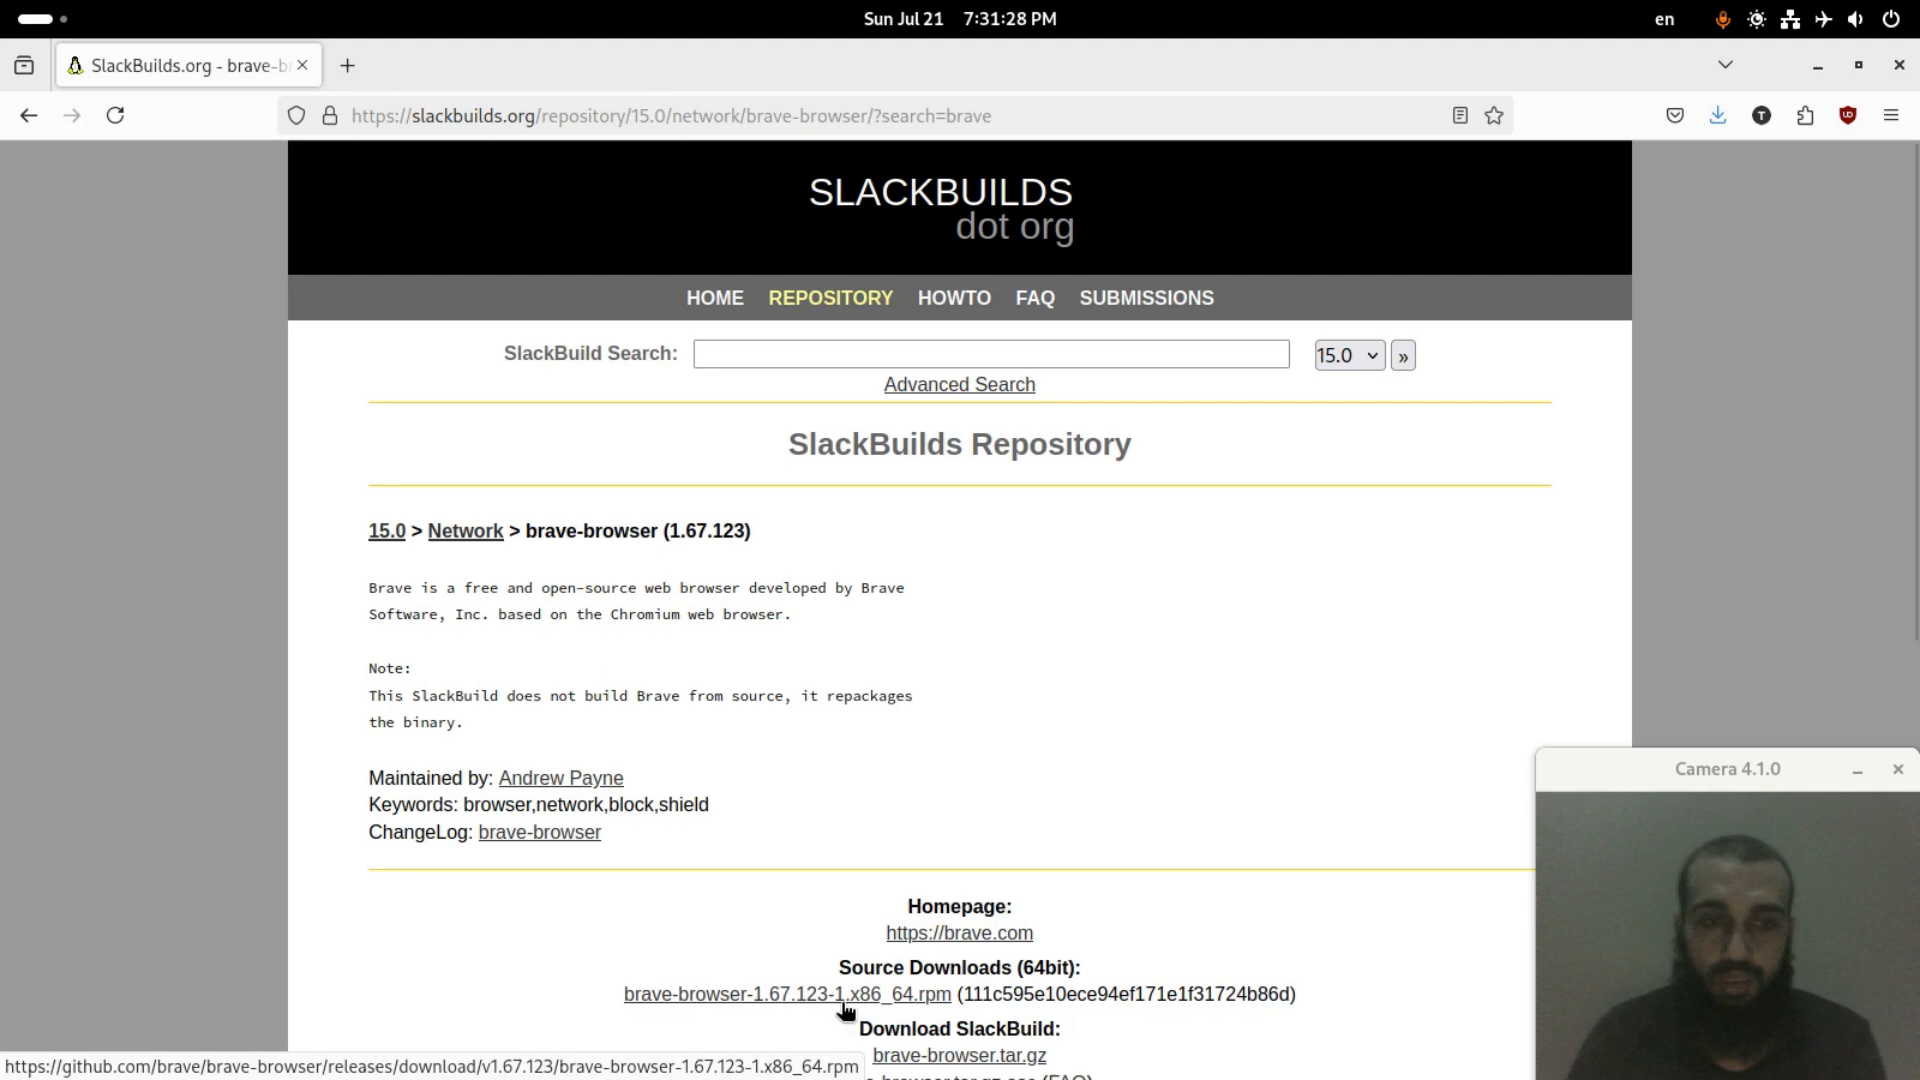 Sun Jul 21 7:31:28 PM
en
SlackBuilds.org - brave-br
https://slackbuilds.org/repository/15.0/network/brave-browser/?search=brave
T
SLACKBUILDS
dot org
HOME REPOSITORY HOWTO FAQ SUBMISSIONS
SlackBuild Search:
15.0
»
Advanced Search
SlackBuilds Repository
15.0 > Network > brave-browser (1.67.123)
Brave is a free and open-source web browser developed by Brave
Software, Inc. based on the Chromium web browser.
Note:
This SlackBuild does not build Brave from source, it repackages
the binary.
Maintained by: Andrew Payne
Keywords: browser,network,block,shield
ChangeLog: brave-browser
Camera 4.1.0
Homepage:
https://brave.com
Source Downloads (64bit):
brave-browser-1.67.123-1.x86_64.rpm (111c595e10ece94ef171e1f31724b86d)
Download SlackBuild:
brave-browser.tar.gz
https://github.com/brave/brave-browser/releases/download/v1.67.123/brave-browser-1.67.123-1.x86_64.rpm